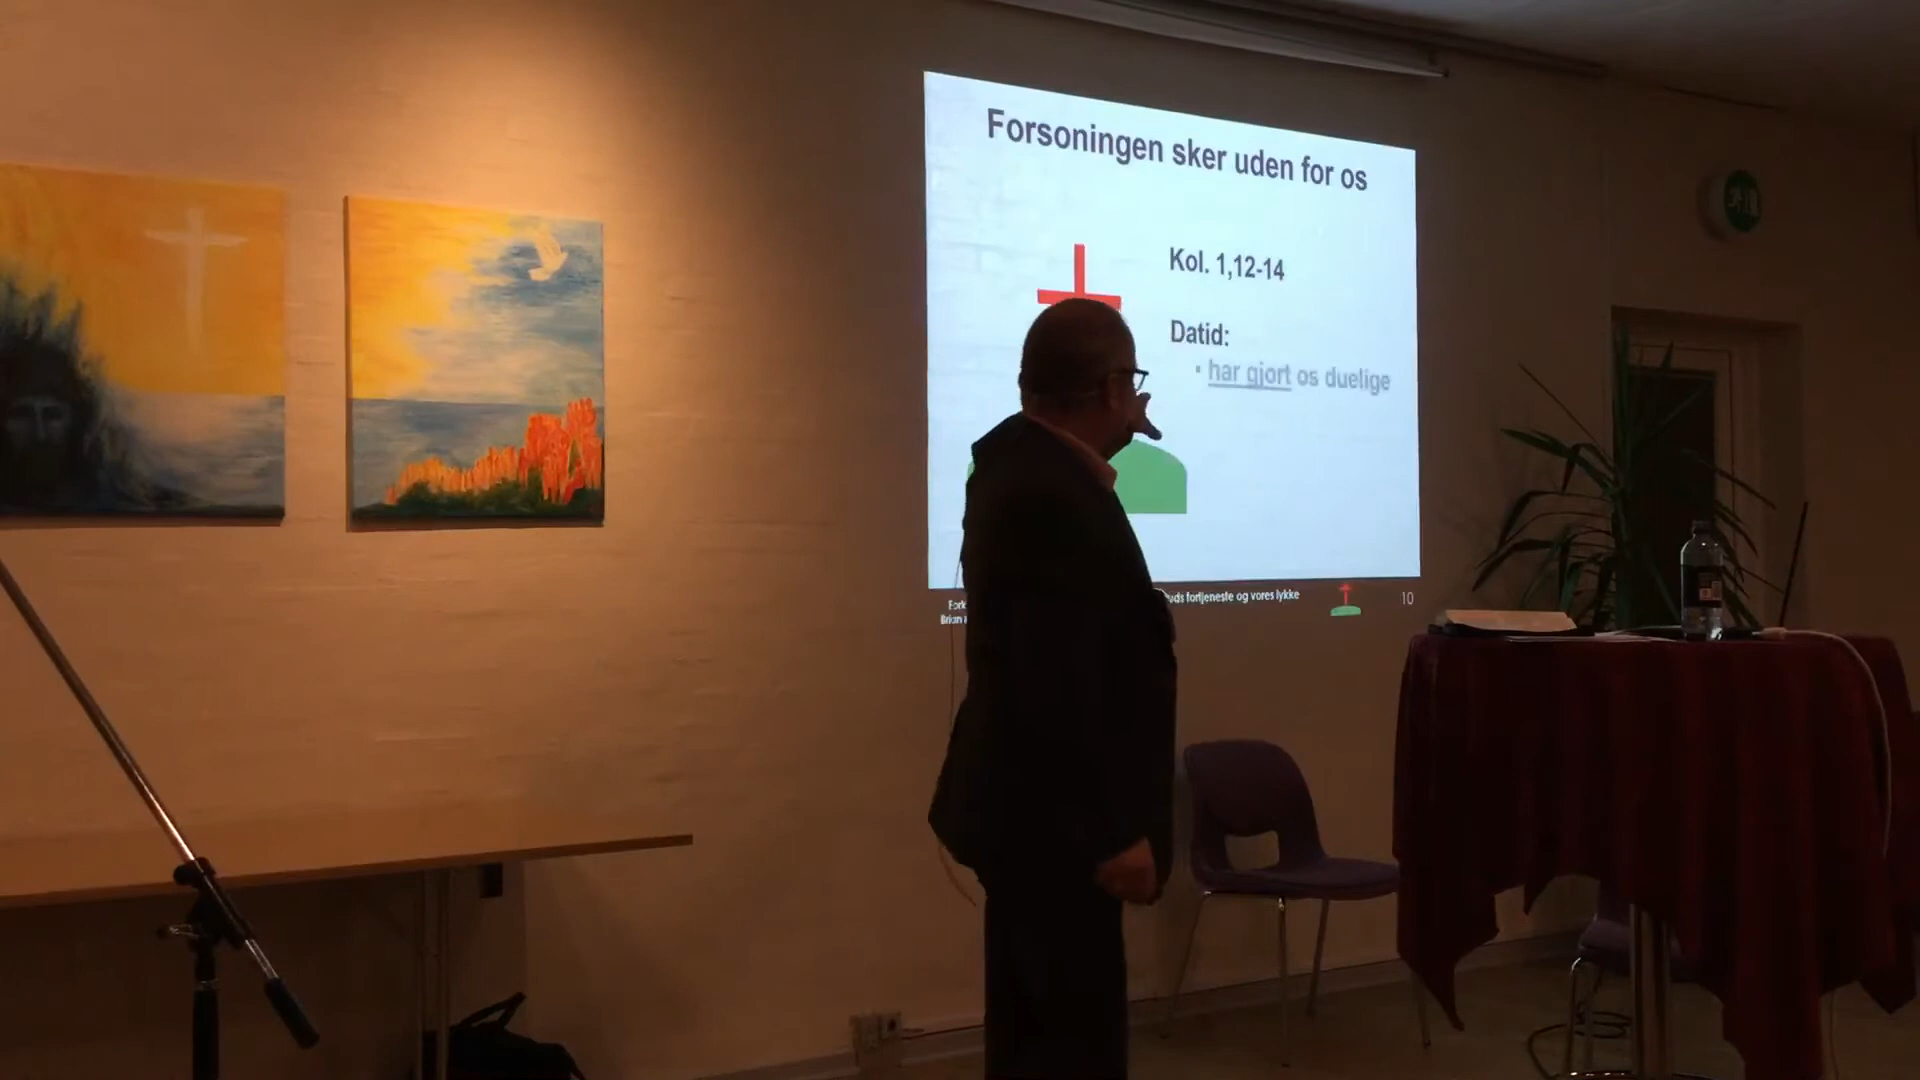 Forsoningen sker uden for os
Kol. 1,12-14
Datid:
• har gjort os duelige
fortjeneste og vores lykke
10